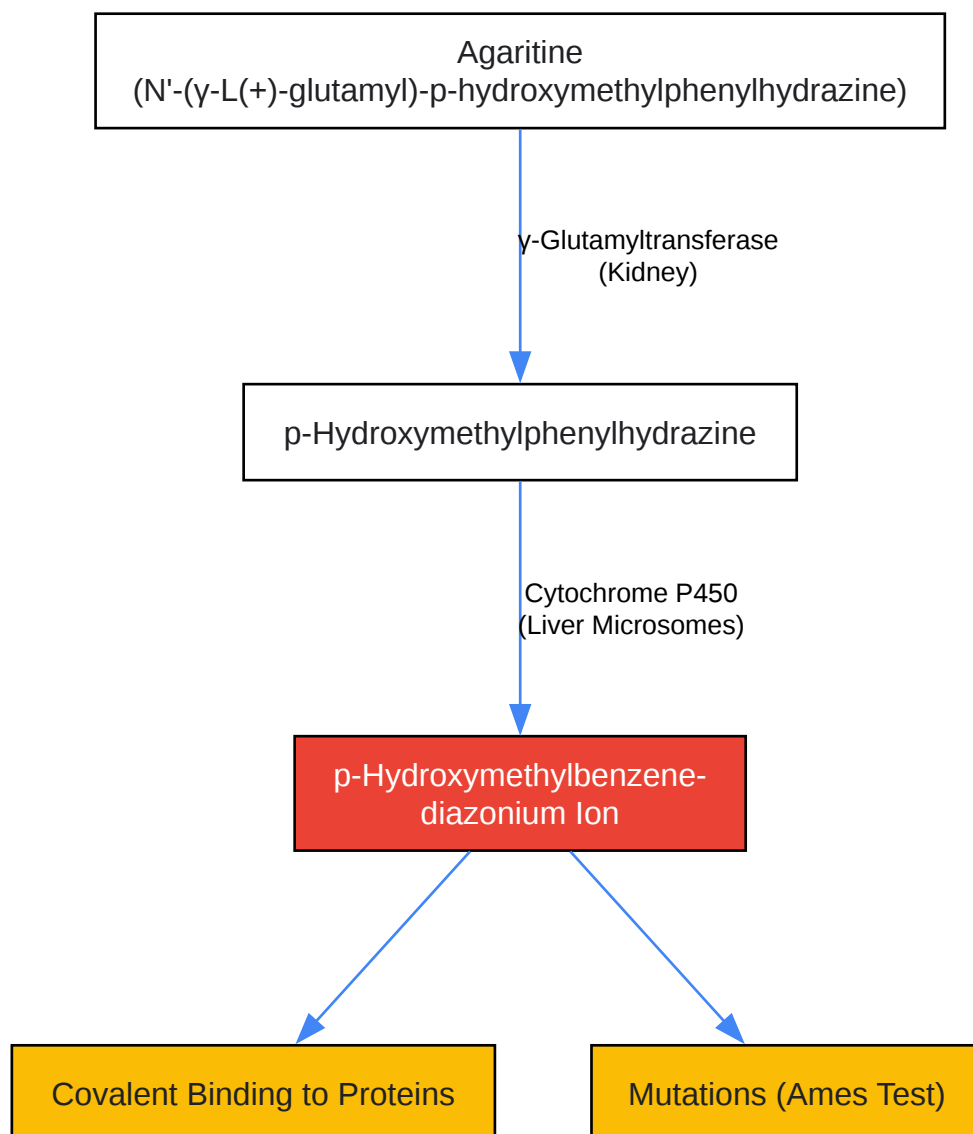 Agaritine
(N'-(γ-L(+)-glutamyl)-p-hydroxymethylphenylhydrazine)
γ-Glutamyltransferase
(Kidney)
p-Hydroxymethylphenylhydrazine
Cytochrome P450
(Liver Microsomes)
p-Hydroxymethylbenzene-
diazonium Ion
Covalent Binding to Proteins
Mutations (Ames Test)